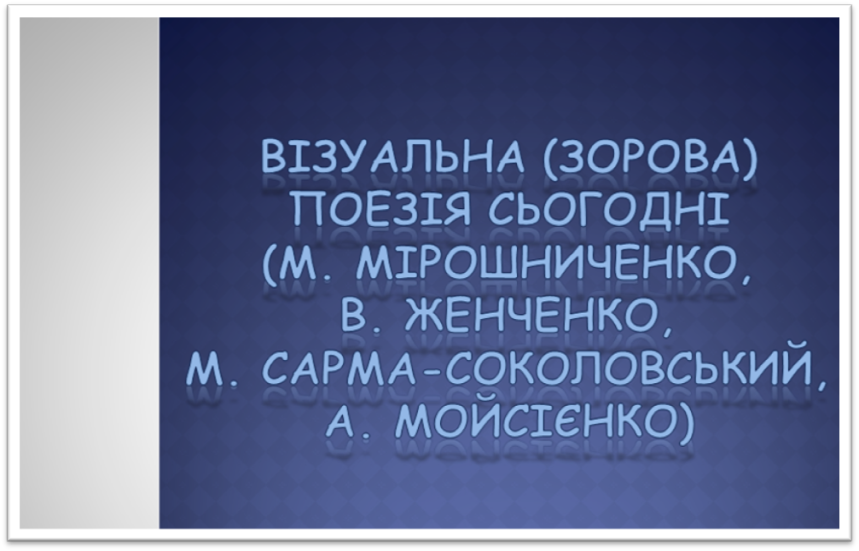 ВІЗУАЛЬНА (ЗОРОВА)
ПОЕЗІЯ СЬОГОДНІ
(М. МІРОШНИЧЕНКО,
В. ЖЕНЧЕНКО,
М. САРМА-СОКОЛОВСЬКИЙ,
А. МОЙСІЄНКО)